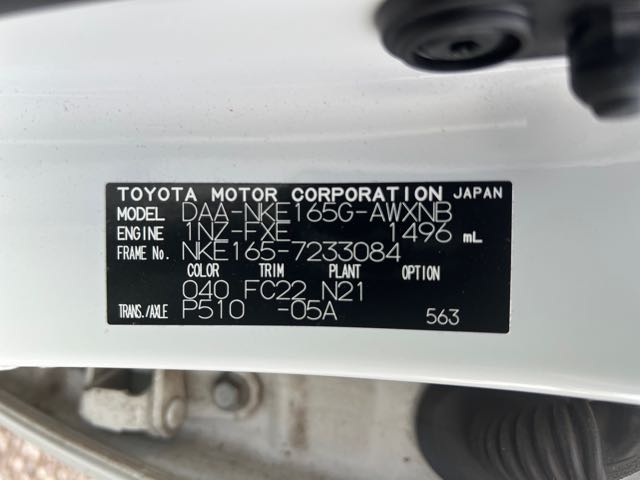 TOYOTA MOTOR CORPORATION JAPAN
MODEL DAA-NKE165G-AWXNB
ENGINE 1NZ-FXE 1496 mL
FRAME No. NKE165-7233084
COLOR TRIM PLANT OPTION
040 FC22 N21
TRANS./AXLE P510 -05A 563